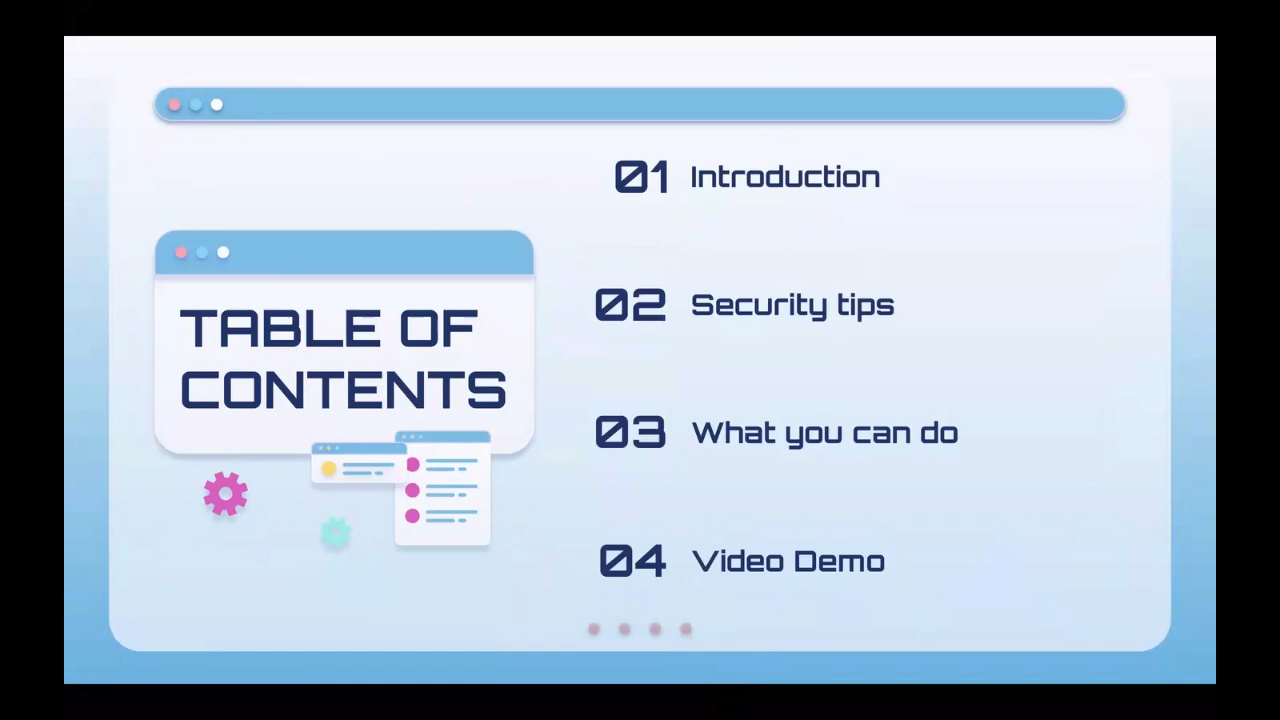 TABLE OF
CONTENTS
01 Introduction
02 Security tips
03 What you can do
04 Video Demo